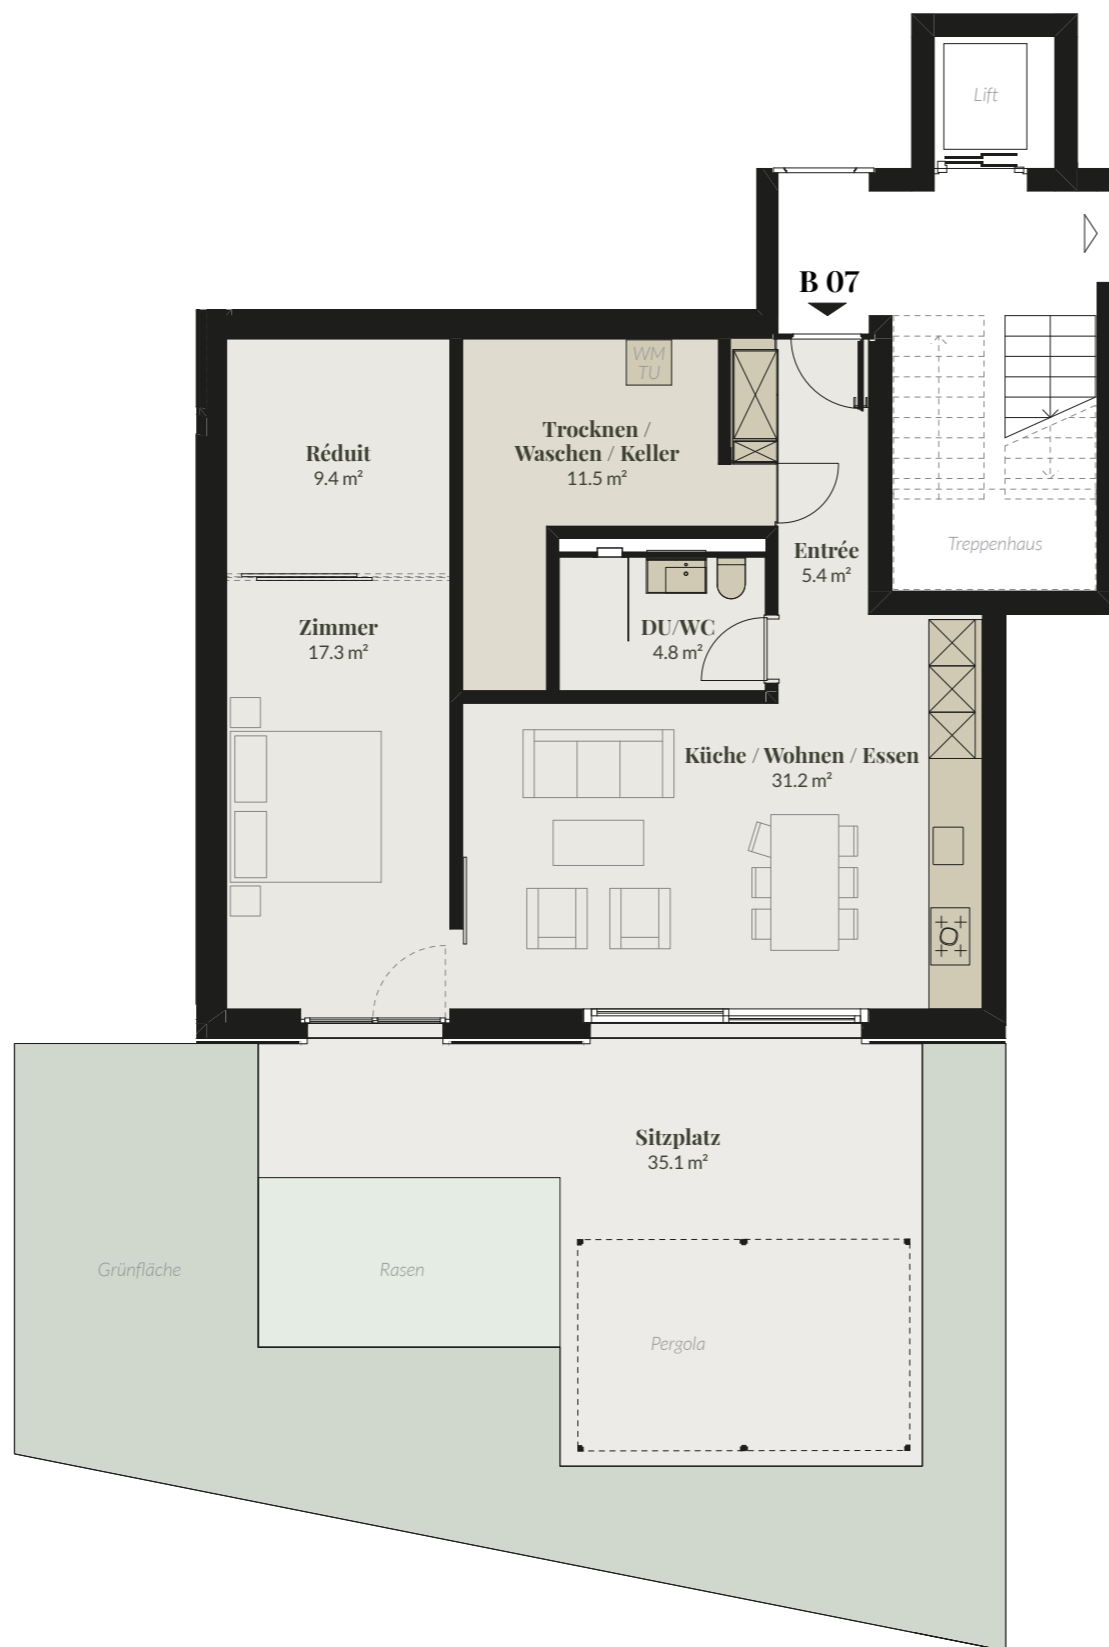 Lift
B 07
WM
TU
Réduit
9.4 m²
Trocknen /
Waschen / Keller
11.5 m²
Entrée
5.4 m²
Treppenhaus
Zimmer
17.3 m²
DU/WC
4.8 m²
Küche / Wohnen / Essen
31.2 m²
Sitzplatz
35.1 m²
Grünfläche
Rasen
Pergola